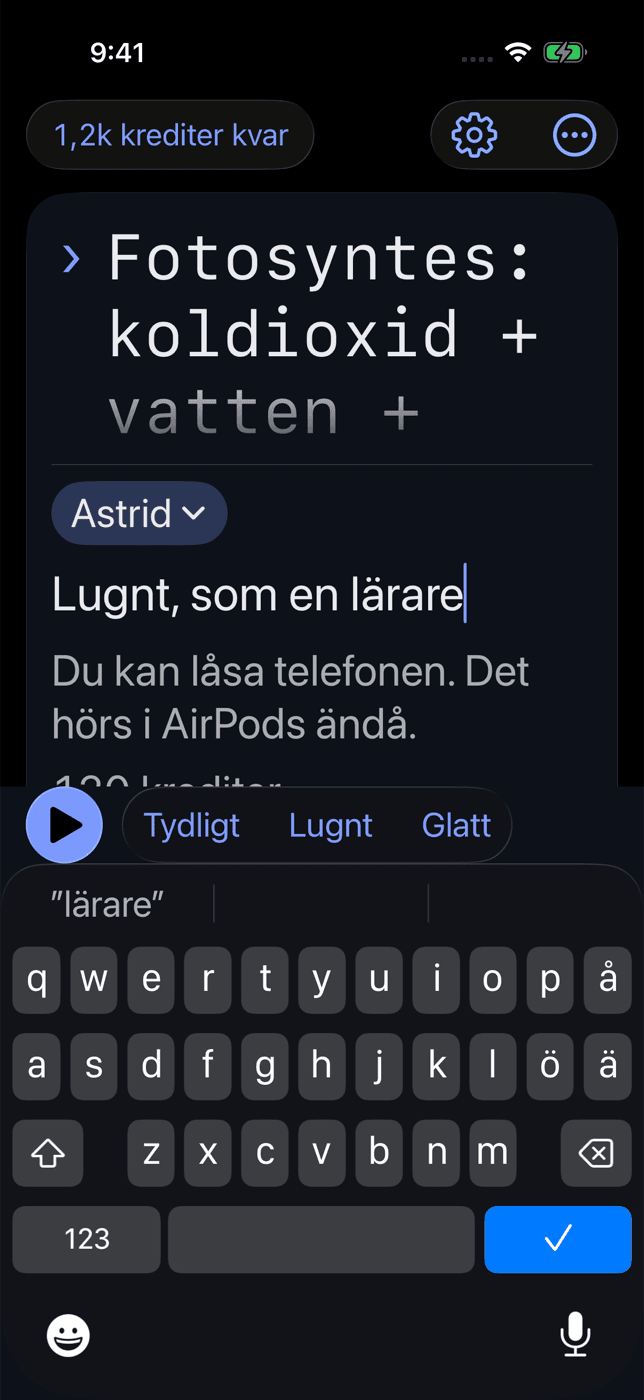 9:41
1,2k krediter kvar
Fotosyntes:
koldioxid +
vatten +
Astrid
Lugnt, som en lärare
Du kan låsa telefonen. Det
hörs i AirPods ändå.
Tydligt Lugnt Glatt
”lärare”
q w e r t y u i o p å
a s d f g h j k l ö ä
z x c v b n m
123